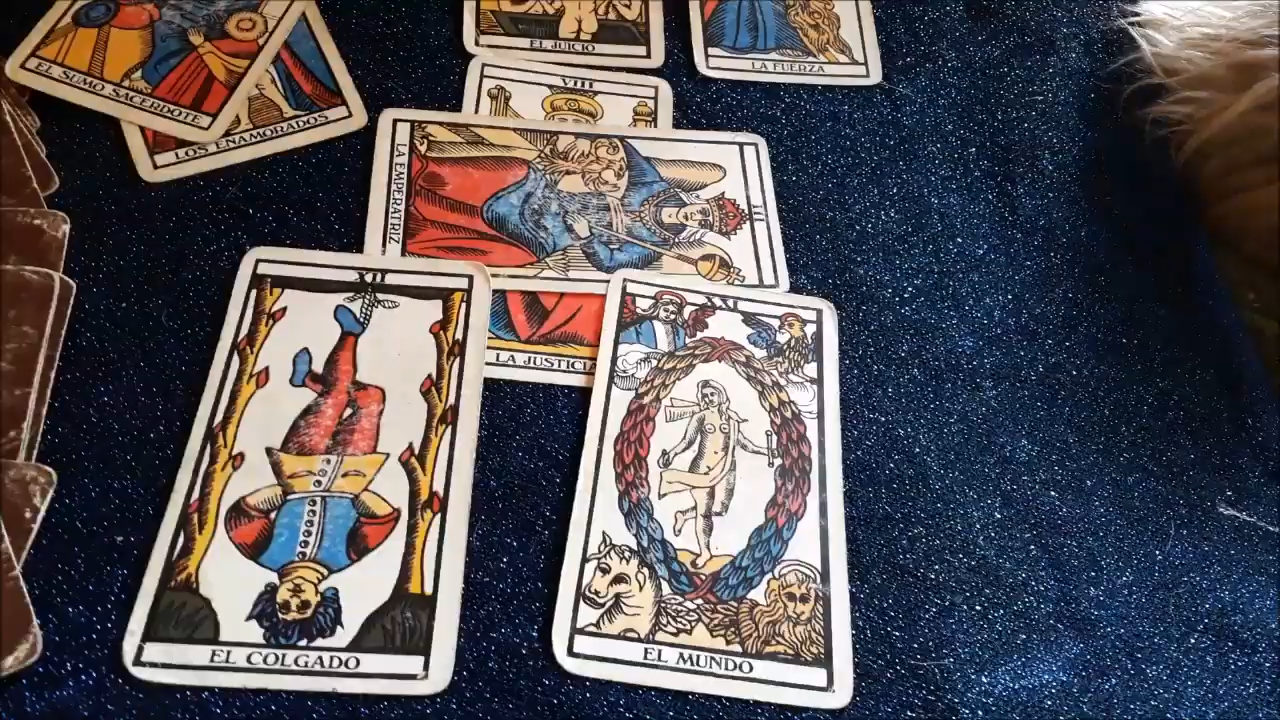 EL SUMO SACERDOTE
LOS ENAMORADOS
EL JUICIO
LA FUERZA
VIII
LA EMPERATRIZ
III
LA JUSTICIA
XII
EL COLGADO
XXI
EL MUNDO